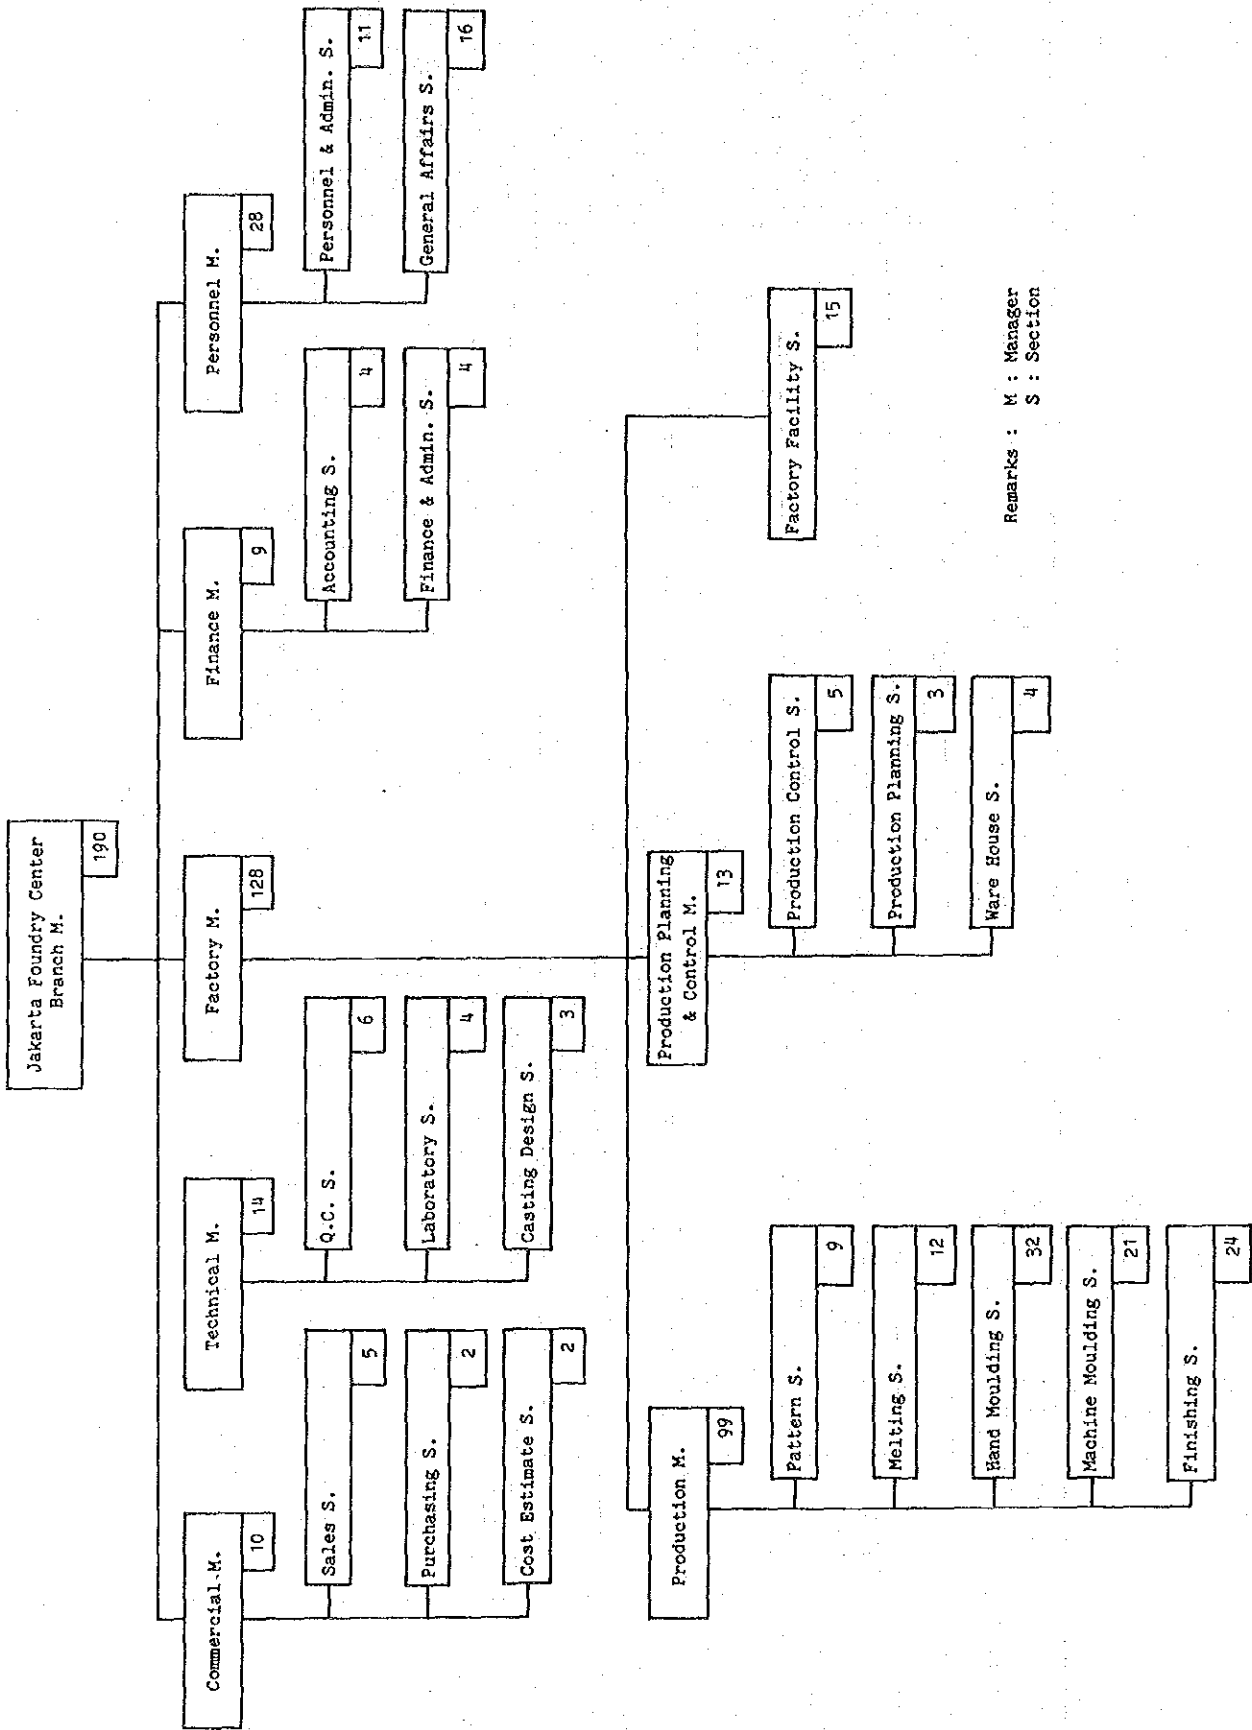 Jakarta Foundry Center
Branch M.
190
Commercial M.
10
Technical M.
14
Factory M.
128
Finance M.
9
Personnel M.
28
Sales S.
5
Purchasing S.
2
Cost Estimate S.
2
Q.C. S.
6
Laboratory S.
4
Casting Design S.
3
Accounting S.
4
Finance & Admin. S.
4
Personnel & Admin. S.
11
General Affairs S.
16
Production M.
99
Production Planning
& Control M.
13
Pattern S.
9
Melting S.
12
Hand Moulding S.
32
Machine Moulding S.
21
Finishing S.
24
Production Control S.
5
Production Planning S.
3
Ware House S.
4
Factory Facility S.
15
Remarks : M : Manager
S : Section